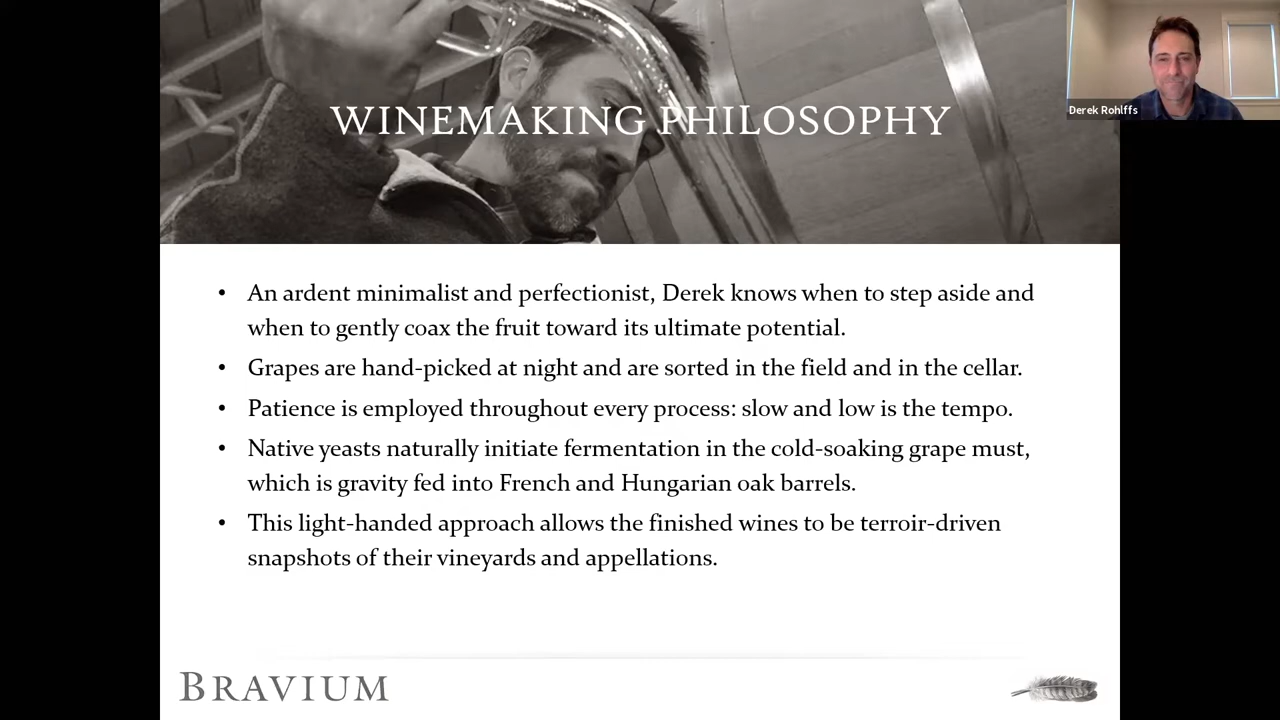 WINEMAKING PHILOSOPHY
Derek Rohlffs
• An ardent minimalist and perfectionist, Derek knows when to step aside and
when to gently coax the fruit toward its ultimate potential.
• Grapes are hand-picked at night and are sorted in the field and in the cellar.
• Patience is employed throughout every process: slow and low is the tempo.
• Native yeasts naturally initiate fermentation in the cold-soaking grape must,
which is gravity fed into French and Hungarian oak barrels.
• This light-handed approach allows the finished wines to be terroir-driven
snapshots of their vineyards and appellations.
BRAVIUM